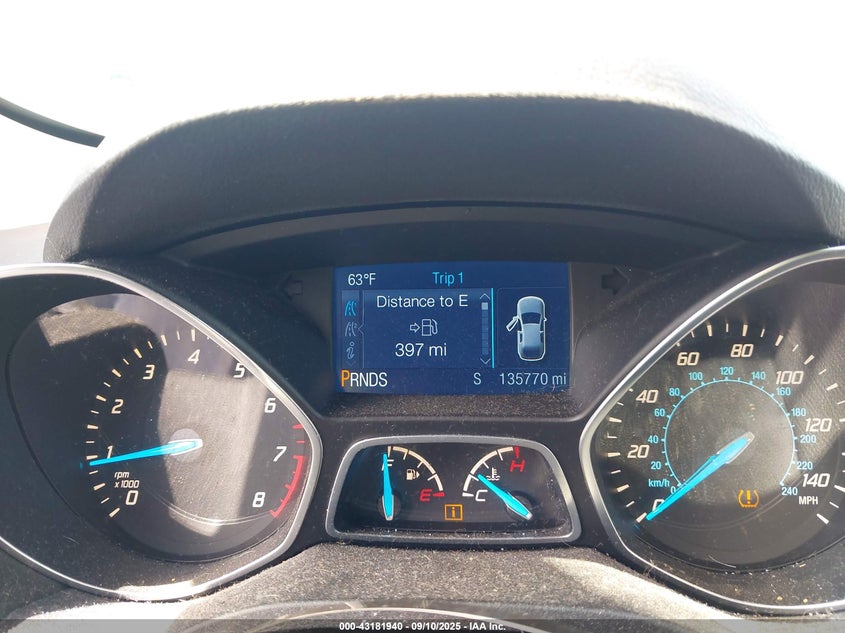 63°F Trip 1
Distance to E
397 mi
PRNDS S 135770 mi
0 1 2 3 4 5 6 7 8
rpm
x 1000
F E
C H
i
0 20 40 60 80 100 120 140
MPH
0 20 40 60 80 100 120 140 160 180 200 220 240
km/h
000-43181940 - 09/10/2025 - IAA Inc.